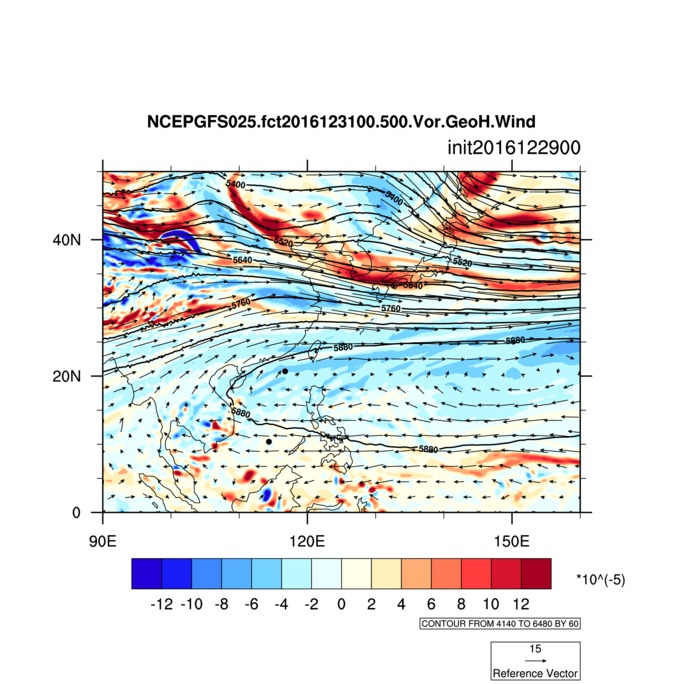 NCEPGFS025.fct2016123100.500.Vor.GeoH.Wind
init2016122900
5400
5400
40N
5520
5640
5520
5640
5760
5760
5880
5880
20N
5880
5880
0
90E 120E 150E
-12 -10 -8 -6 -4 -2 0 2 4 6 8 10 12
*10^(-5)
CONTOUR FROM 4140 TO 6480 BY 60
15
Reference Vector